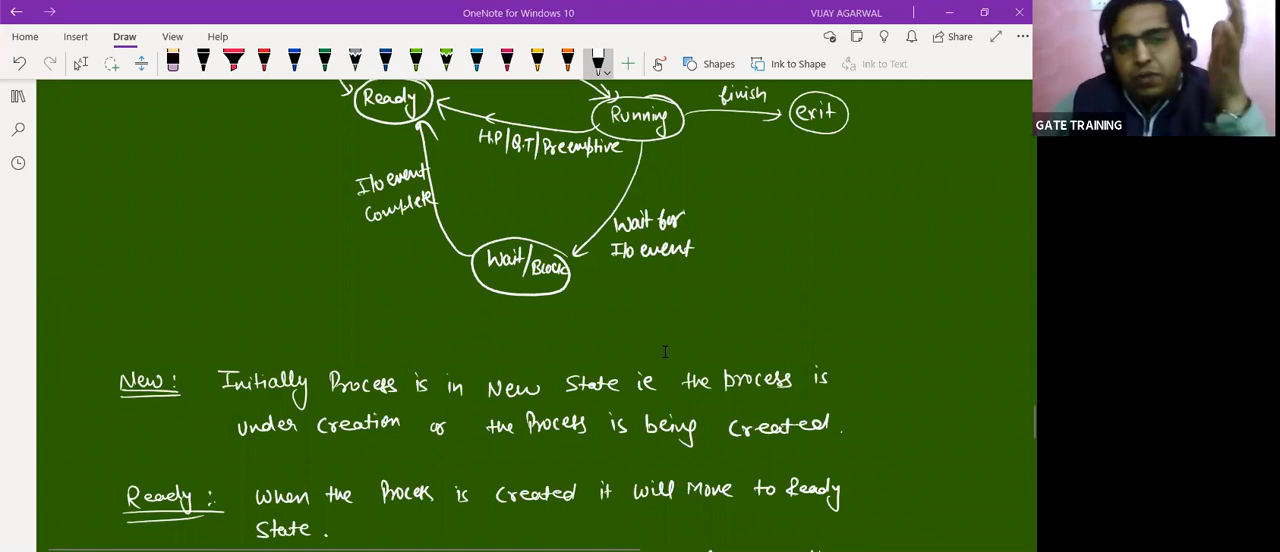 OneNote for Windows 10
VIJAY AGARWAL
Home Insert Draw View Help
Share
Shapes
Ink to Shape
Ink to Text
GATE TRAINING
Ready
Running
finish
exit
H.P/Q.T/Preemptive
I/o event
Complete
Wait for
I/o event
Wait/Block
New: Initially Process is in New State ie the process is
under creation or the Process is being created.
Ready: When the Process is created it will Move to Ready
State.